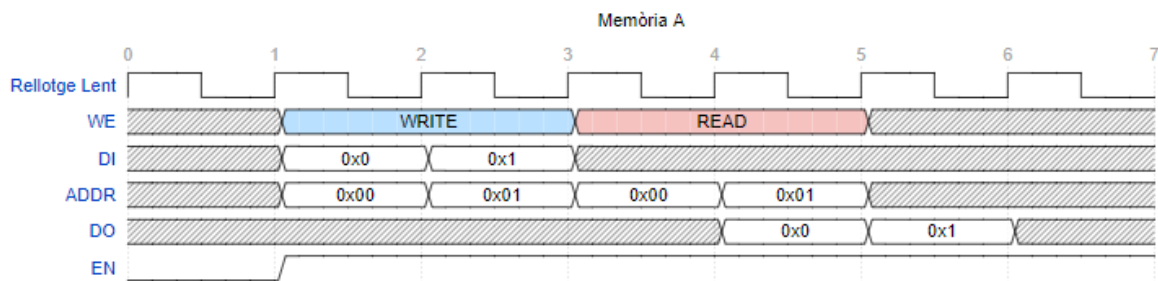 Memòria A
0 1 2 3 4 5 6 7
Rellotge Lent
WE WRITE READ
DI 0x0 0x1
ADDR 0x00 0x01 0x00 0x01
DO 0x0 0x1
EN